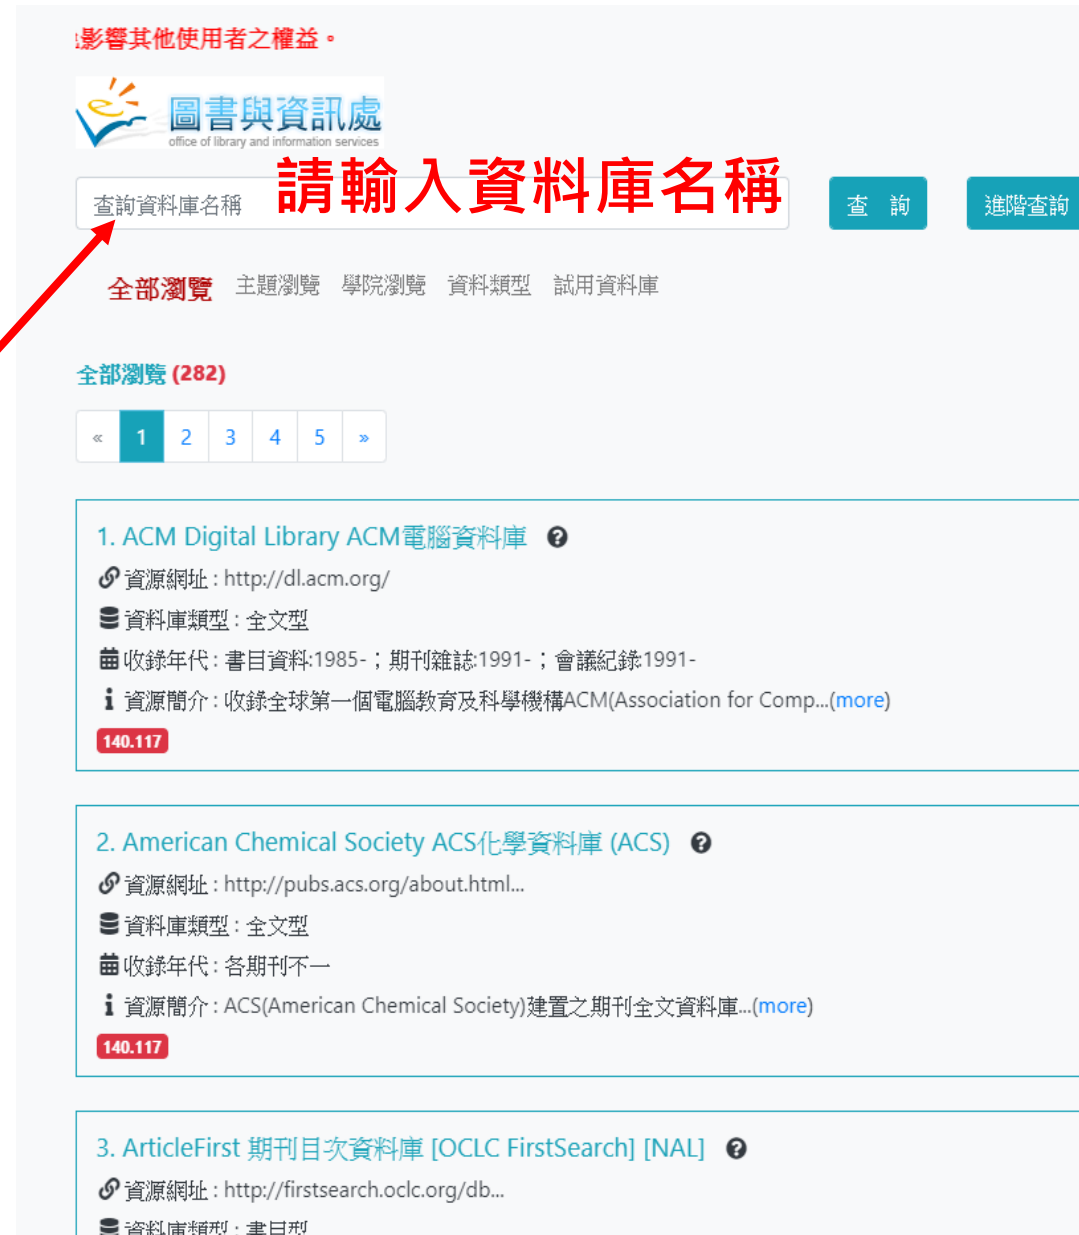 影響其他使用者之權益。
圖書與資訊處
office of library and information services
請輸入資料庫名稱
查詢資料庫名稱
查 詢
進階查詢
全部瀏覽 主題瀏覽 學院瀏覽 資料類型 試用資料庫
全部瀏覽 (282)
« 1 2 3 4 5 »
1. ACM Digital Library ACM電腦資料庫
資源網址 : http://dl.acm.org/
資料庫類型 : 全文型
收錄年代 : 書目資料:1985-；期刊雜誌:1991-；會議紀錄:1991-
資源簡介 : 收錄全球第一個電腦教育及科學機構ACM(Association for Comp...(more)
140.117
2. American Chemical Society ACS化學資料庫 (ACS)
資源網址 : http://pubs.acs.org/about.html...
資料庫類型 : 全文型
收錄年代 : 各期刊不一
資源簡介 : ACS(American Chemical Society)建置之期刊全文資料庫...(more)
140.117
3. ArticleFirst 期刊目次資料庫 [OCLC FirstSearch] [NAL]
資源網址 : http://firstsearch.oclc.org/db...
資料庫類型 : 書目型